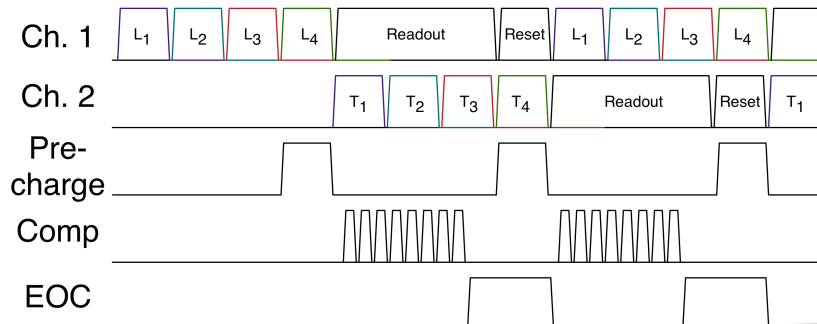 Ch. 1 L1 L2 L3 L4 Readout Reset L1 L2 L3 L4
Ch. 2 T1 T2 T3 T4 Readout Reset T1
Pre-
charge
Comp
EOC